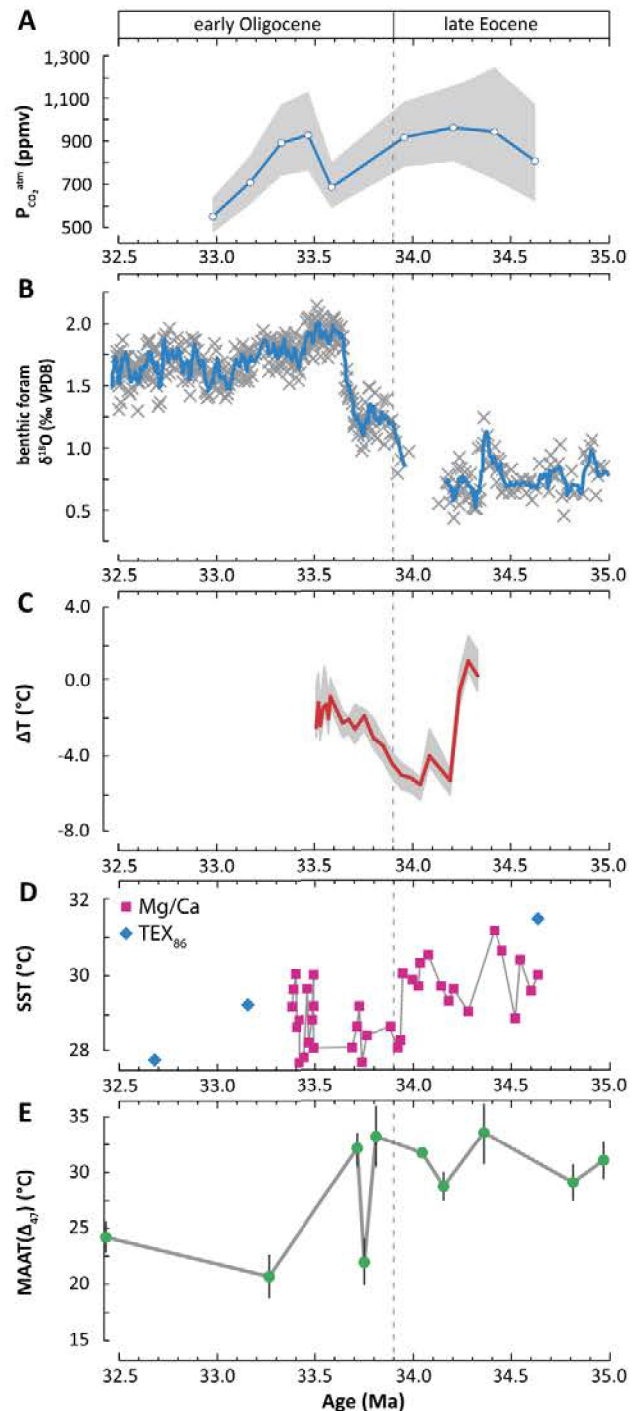 early Oligocene late Eocene
A
1,300
1,100
900
700
500
P_CO₂^atm (ppmv)
32.5 33.0 33.5 34.0 34.5 35.0
B
2.0
1.5
1.0
0.5
benthic foram
δ¹⁸O (‰ VPDB)
32.5 33.0 33.5 34.0 34.5 35.0
C
4.0
0.0
-4.0
-8.0
ΔT (°C)
32.5 33.0 33.5 34.0 34.5 35.0
D
32
30
28
SST (°C)
Mg/Ca
TEX₈₆
32.5 33.0 33.5 34.0 34.5 35.0
E
35
30
25
20
15
MAAT(Δ₄₇) (°C)
32.5 33.0 33.5 34.0 34.5 35.0
Age (Ma)